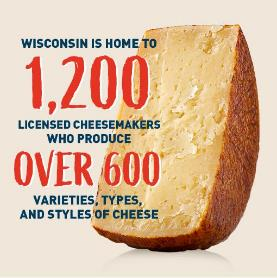 WISCONSIN IS HOME TO
1,200
LICENSED CHEESEMAKERS
WHO PRODUCE
OVER 600
VARIETIES, TYPES,
AND STYLES OF CHEESE